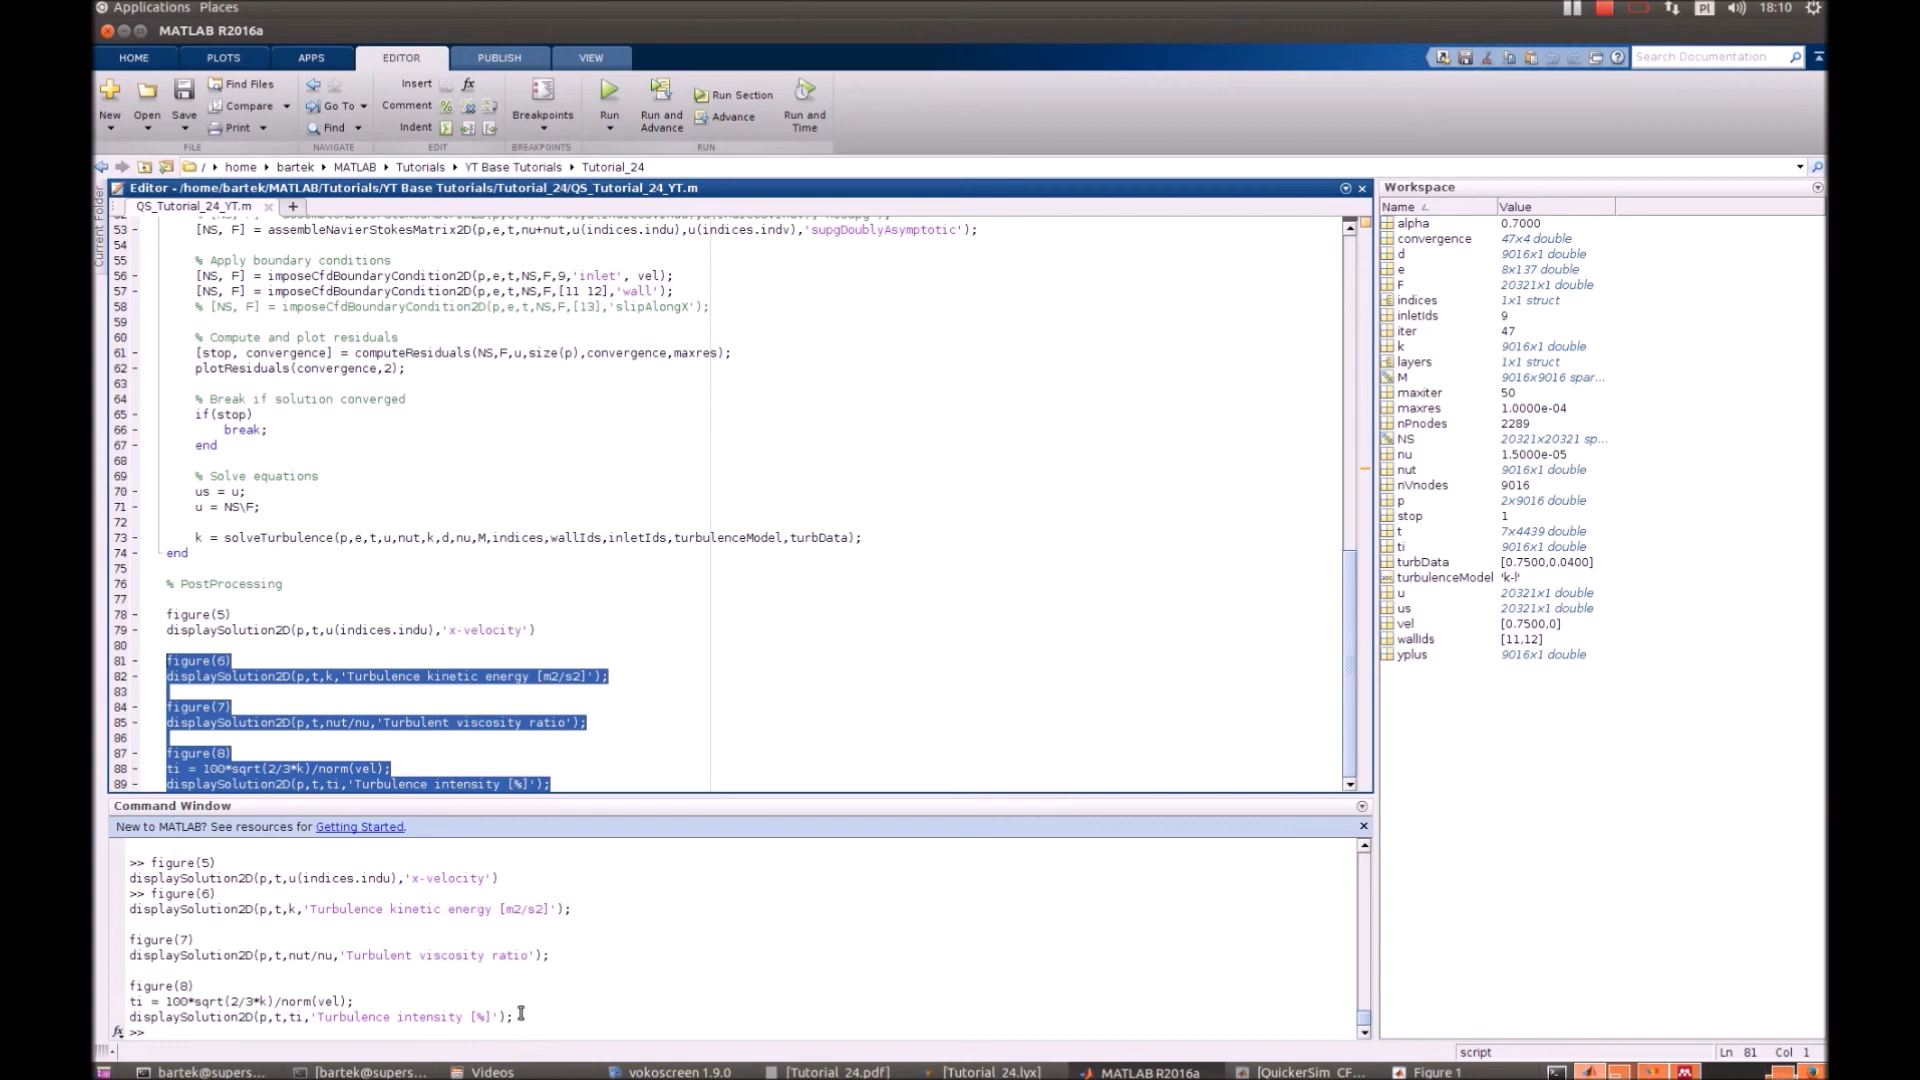 Applications Places
Pl 18:10
MATLAB R2016a
HOME PLOTS APPS EDITOR PUBLISH VIEW
Search Documentation
New Open Save
Find Files
Compare
Print
FILE
Go To
Find
NAVIGATE
Insert fx
Comment
Indent
EDIT
Breakpoints
BREAKPOINTS
Run
Run and Advance
Run Section
Advance
Run and Time
RUN
/ home bartek MATLAB Tutorials YT Base Tutorials Tutorial_24
Current Folder
Editor - /home/bartek/MATLAB/Tutorials/YT Base Tutorials/Tutorial_24/QS_Tutorial_24_YT.m
QS_Tutorial_24_YT.m
53 [NS, F] = assembleNavierStokesMatrix2D(p,e,t,nu+nut,u(indices.indu),u(indices.indv),'supgDoublyAsymptotic');
54
55 % Apply boundary conditions
56 [NS, F] = imposeCfdBoundaryCondition2D(p,e,t,NS,F,9,'inlet', vel);
57 [NS, F] = imposeCfdBoundaryCondition2D(p,e,t,NS,F,[11 12],'wall');
58 % [NS, F] = imposeCfdBoundaryCondition2D(p,e,t,NS,F,[13],'slipAlongX');
59
60 % Compute and plot residuals
61 [stop, convergence] = computeResiduals(NS,F,u,size(p),convergence,maxres);
62 plotResiduals(convergence,2);
63
64 % Break if solution converged
65 if(stop)
66 break;
67 end
68
69 % Solve equations
70 us = u;
71 u = NS\F;
72
73 k = solveTurbulence(p,e,t,u,nut,k,d,nu,M,indices,wallIds,inletIds,turbulenceModel,turbData);
74 end
75
76 % PostProcessing
77
78 figure(5)
79 displaySolution2D(p,t,u(indices.indu),'x-velocity')
80
81 figure(6)
82 displaySolution2D(p,t,k,'Turbulence kinetic energy [m2/s2]');
83
84 figure(7)
85 displaySolution2D(p,t,nut/nu,'Turbulent viscosity ratio');
86
87 figure(8)
88 ti = 100*sqrt(2/3*k)/norm(vel);
89 displaySolution2D(p,t,ti,'Turbulence intensity [%]');
Command Window
New to MATLAB? See resources for Getting Started.
>> figure(5)
displaySolution2D(p,t,u(indices.indu),'x-velocity')
>> figure(6)
displaySolution2D(p,t,k,'Turbulence kinetic energy [m2/s2]');
figure(7)
displaySolution2D(p,t,nut/nu,'Turbulent viscosity ratio');
figure(8)
ti = 100*sqrt(2/3*k)/norm(vel);
displaySolution2D(p,t,ti,'Turbulence intensity [%]');
fx >>
Workspace
Name Value
alpha 0.7000
convergence 47x4 double
d 9016x1 double
e 8x137 double
F 20321x1 double
indices 1x1 struct
inletIds 9
iter 47
k 9016x1 double
layers 1x1 struct
M 9016x9016 spar...
maxiter 50
maxres 1.0000e-04
nPnodes 2289
NS 20321x20321 sp...
nu 1.5000e-05
nut 9016x1 double
nVnodes 9016
p 2x9016 double
stop 1
t 7x4439 double
ti 9016x1 double
turbData [0.7500,0.0400]
turbulenceModel 'k-l'
u 20321x1 double
us 20321x1 double
vel [0.7500,0]
wallIds [11,12]
yplus 9016x1 double
script Ln 81 Col 1
bartek@supers... [bartek@supers... Videos vokoscreen 1.9.0 [Tutorial_24.pdf] [Tutorial_24.lyx] MATLAB R2016a [QuickerSim CF... Figure 1